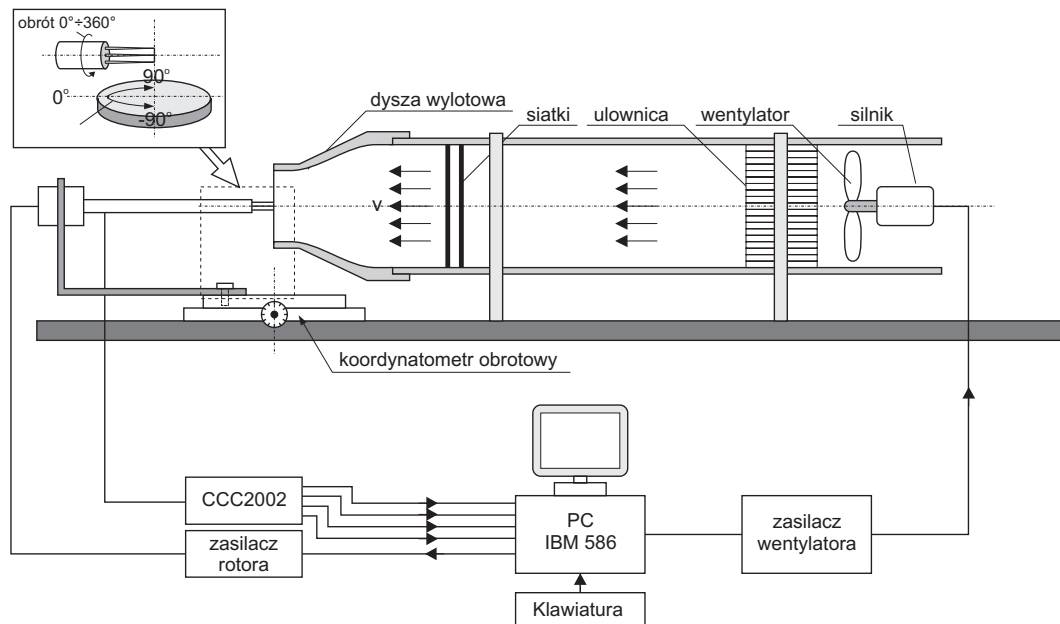 obrót 0°÷360°
90°
0°
-90°
dysza wylotowa
siatki
ulownica
wentylator
silnik
v
koordynatometr obrotowy
CCC2002
zasilacz
rotora
PC
IBM 586
zasilacz
wentylatora
Klawiatura